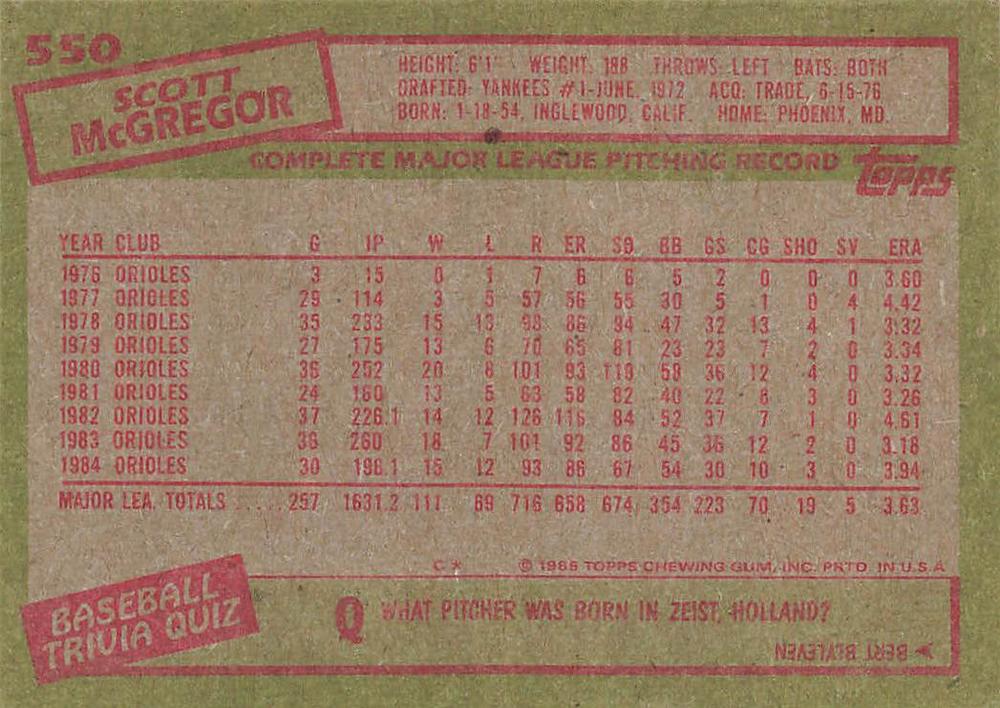 550
SCOTT
McGREGOR
HEIGHT: 6'1" WEIGHT: 188 THROWS: LEFT BATS: BOTH
DRAFTED: YANKEES #1-JUNE, 1972 ACQ: TRADE, 6-15-76
BORN: 1-18-54, INGLEWOOD, CALIF. HOME: PHOENIX, MD.
COMPLETE MAJOR LEAGUE PITCHING RECORD
topps
YEAR CLUB G IP W L R ER SO BB GS CG SHO SV ERA
1976 ORIOLES 3 15 0 1 7 6 6 5 2 0 0 0 3.60
1977 ORIOLES 29 114 3 5 57 56 55 30 5 1 0 4 4.42
1978 ORIOLES 35 233 15 13 98 86 94 47 32 13 4 1 3.32
1979 ORIOLES 27 175 13 6 70 65 81 23 23 7 2 0 3.34
1980 ORIOLES 36 252 20 8 101 93 119 58 36 12 4 0 3.32
1981 ORIOLES 24 160 13 5 63 58 82 40 22 8 3 0 3.26
1982 ORIOLES 37 226.1 14 12 126 116 84 52 37 7 1 0 4.61
1983 ORIOLES 36 260 18 7 101 92 86 45 36 12 2 0 3.18
1984 ORIOLES 30 196.1 15 12 93 86 67 54 30 10 3 0 3.94
MAJOR LEA. TOTALS ..... 257 1631.2 111 69 716 658 674 354 223 70 19 5 3.63
C* © 1985 TOPPS CHEWING GUM, INC. PRTD. IN U.S.A
BASEBALL
TRIVIA QUIZ
Q WHAT PITCHER WAS BORN IN ZEIST, HOLLAND?
BERT BLYLEVEN